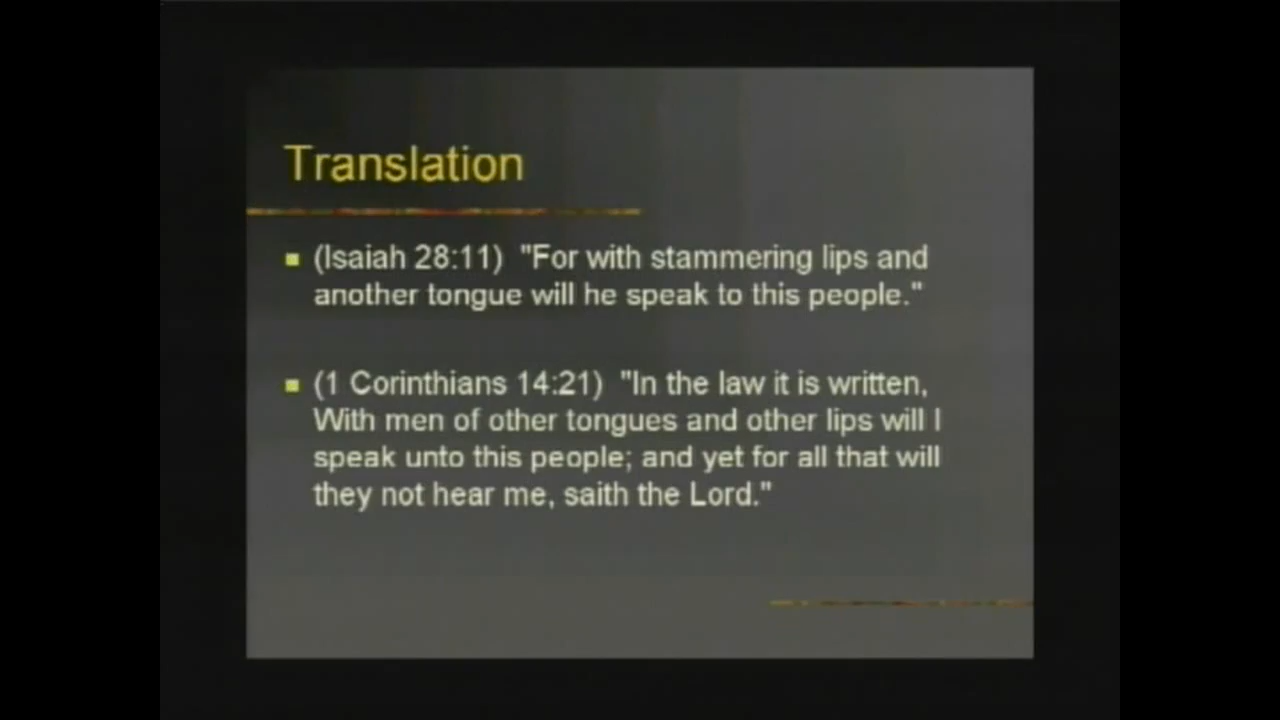 Translation
(Isaiah 28:11)  "For with stammering lips and
another tongue will he speak to this people."
(1 Corinthians 14:21)  "In the law it is written,
With men of other tongues and other lips will I
speak unto this people; and yet for all that will
they not hear me, saith the Lord."